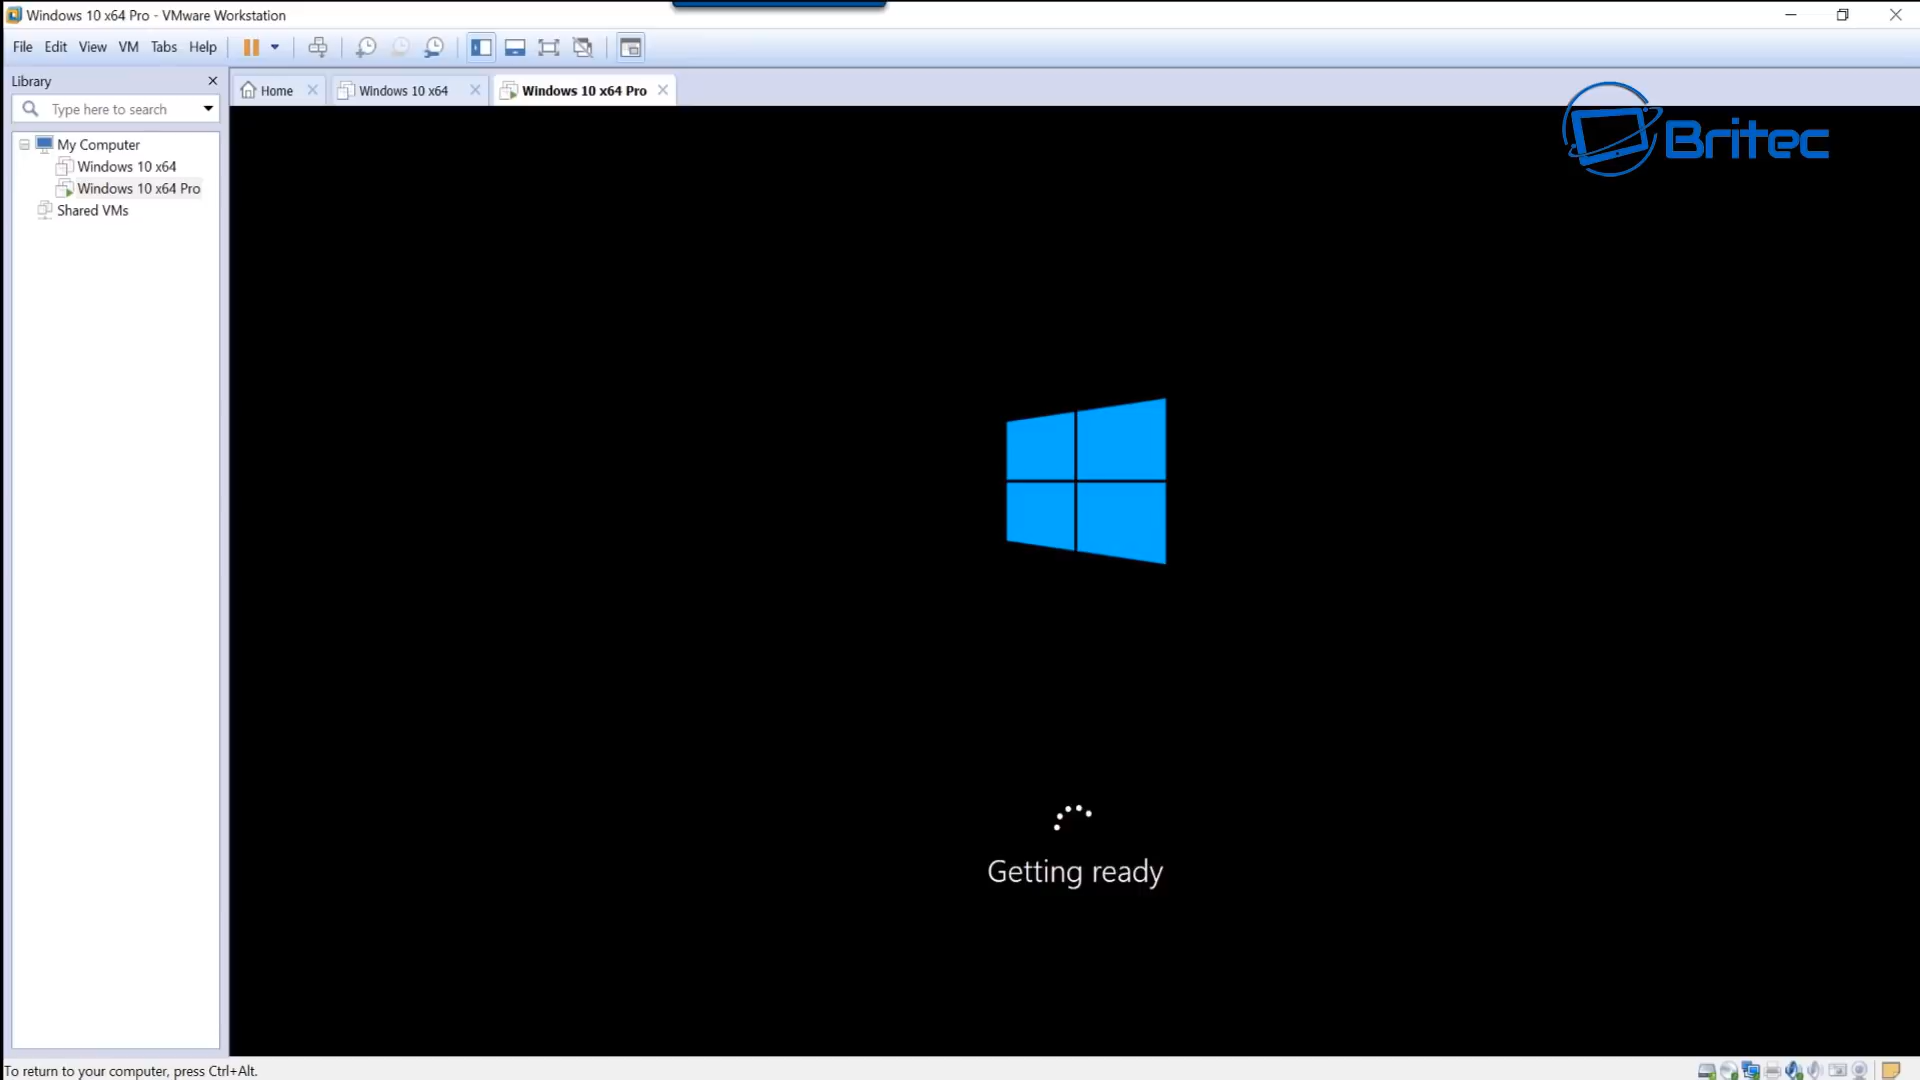 Windows 10 x64 Pro - VMware Workstation
File Edit View VM Tabs Help
Library
Type here to search
Home
Windows 10 x64
Windows 10 x64 Pro
Britec
My Computer
Windows 10 x64
Windows 10 x64 Pro
Shared VMs
Getting ready
To return to your computer, press Ctrl+Alt.